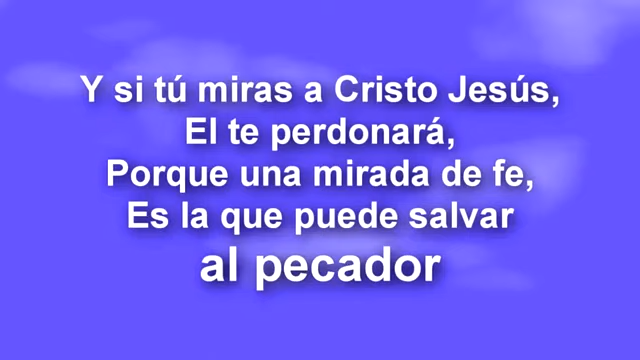 Y si tú miras a Cristo Jesús,
El te perdonará,
Porque una mirada de fe,
Es la que puede salvar
al pecador